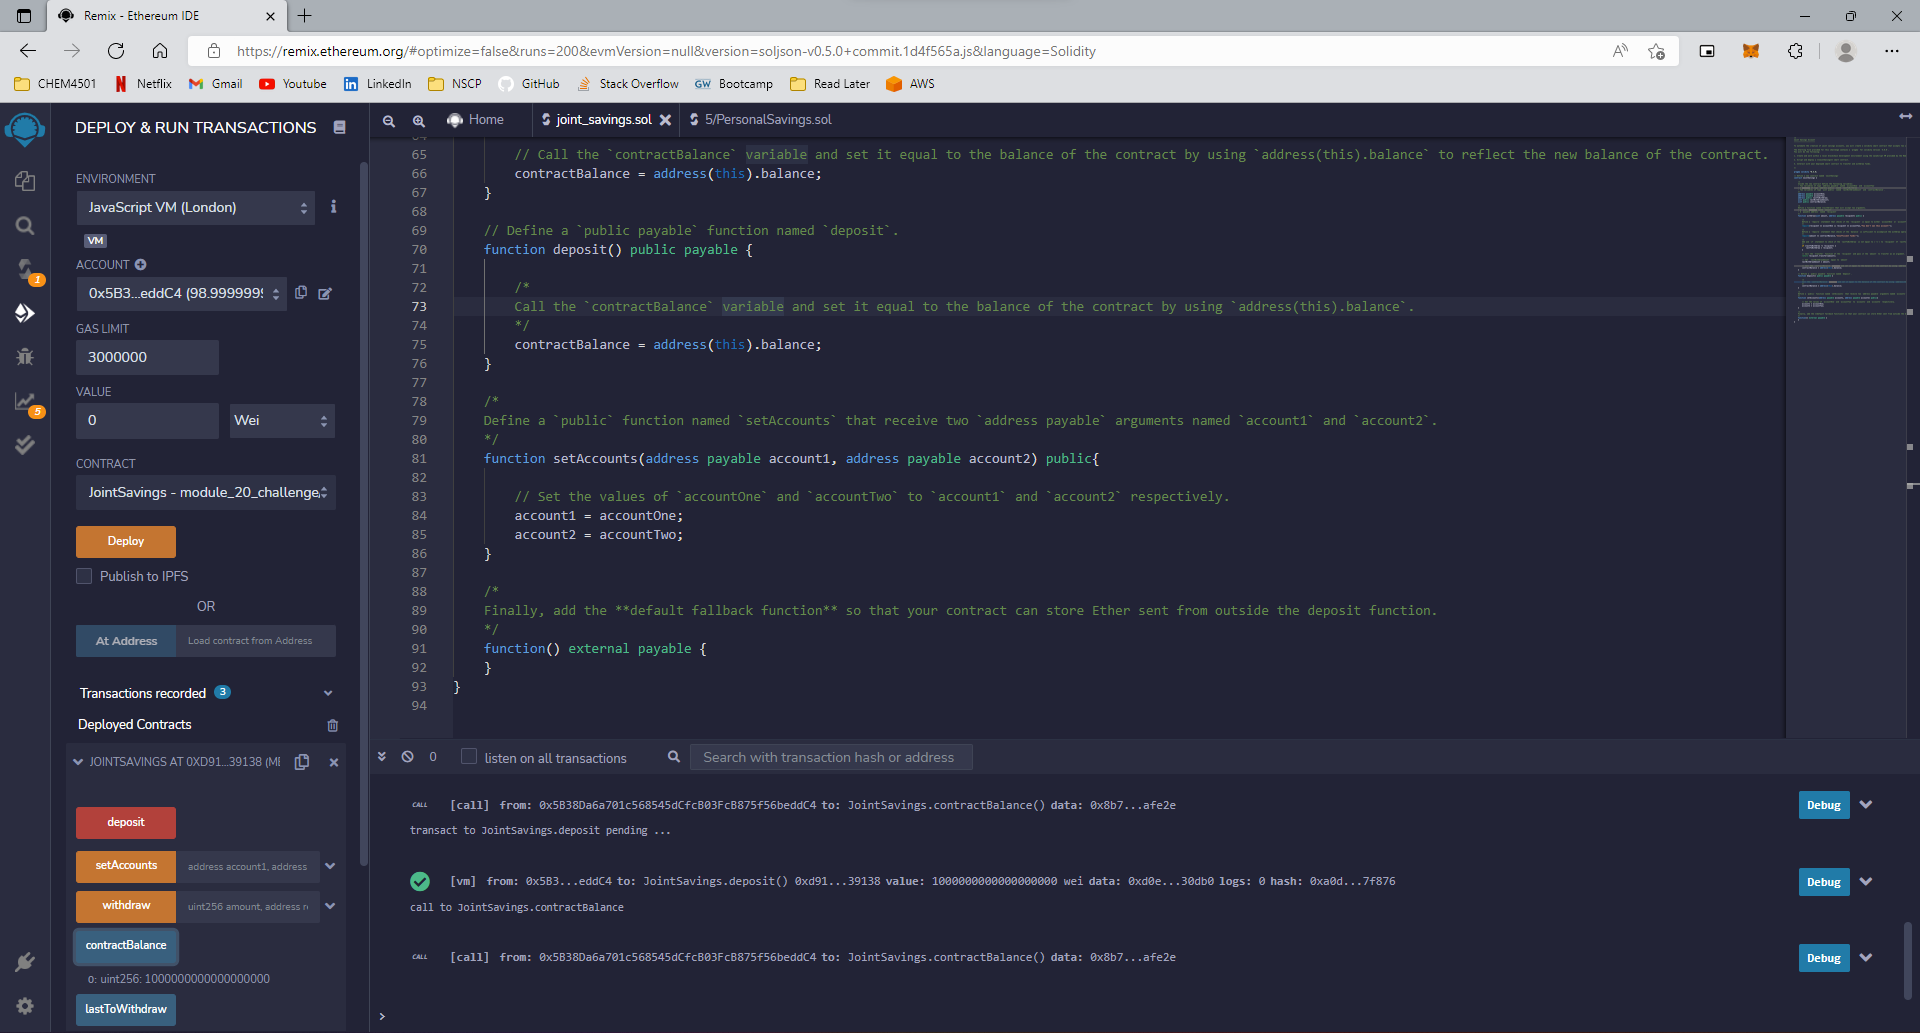 Remix - Ethereum IDE
https://remix.ethereum.org/#optimize=false&runs=200&evmVersion=null&version=soljson-v0.5.0+commit.1d4f565a.js&language=Solidity
CHEM4501 Netflix Gmail Youtube LinkedIn NSCP GitHub Stack Overflow GW Bootcamp Read Later AWS
DEPLOY & RUN TRANSACTIONS
ENVIRONMENT
JavaScript VM (London)
VM
ACCOUNT
0x5B3...eddC4 (98.9999999
GAS LIMIT
3000000
VALUE
0 Wei
CONTRACT
JointSavings - module_20_challenge
Deploy
Publish to IPFS
OR
At Address Load contract from Address
Transactions recorded 3
Deployed Contracts
JOINTSAVINGS AT 0XD91...39138
deposit
setAccounts address account1, address
withdraw uint256 amount, address
contractBalance
0: uint256: 1000000000000000000
lastToWithdraw
1
5
Home joint_savings.sol 5/PersonalSavings.sol
64
65 // Call the `contractBalance` variable and set it equal to the balance of the contract by using `address(this).balance` to reflect the new balance of the contract.
66 contractBalance = address(this).balance;
67 }
68
69 // Define a `public payable` function named `deposit`.
70 function deposit() public payable {
71
72 /*
73 Call the `contractBalance` variable and set it equal to the balance of the contract by using `address(this).balance`.
74 */
75 contractBalance = address(this).balance;
76 }
77
78 /*
79 Define a `public` function named `setAccounts` that receive two `address payable` arguments named `account1` and `account2`.
80 */
81 function setAccounts(address payable account1, address payable account2) public{
82
83 // Set the values of `accountOne` and `accountTwo` to `account1` and `account2` respectively.
84 account1 = accountOne;
85 account2 = accountTwo;
86 }
87
88 /*
89 Finally, add the **default fallback function** so that your contract can store Ether sent from outside the deposit function.
90 */
91 function() external payable {
92 }
93 }
94
0 listen on all transactions Search with transaction hash or address
CALL [call] from: 0x5B38Da6a701c568545dCfcB03FcB875f56beddC4 to: JointSavings.contractBalance() data: 0x8b7...afe2e Debug
transact to JointSavings.deposit pending ...
[vm] from: 0x5B3...eddC4 to: JointSavings.deposit() 0xd91...39138 value: 1000000000000000000 wei data: 0xd0e...30db0 logs: 0 hash: 0xa0d...7f876 Debug
call to JointSavings.contractBalance
CALL [call] from: 0x5B38Da6a701c568545dCfcB03FcB875f56beddC4 to: JointSavings.contractBalance() data: 0x8b7...afe2e Debug
>